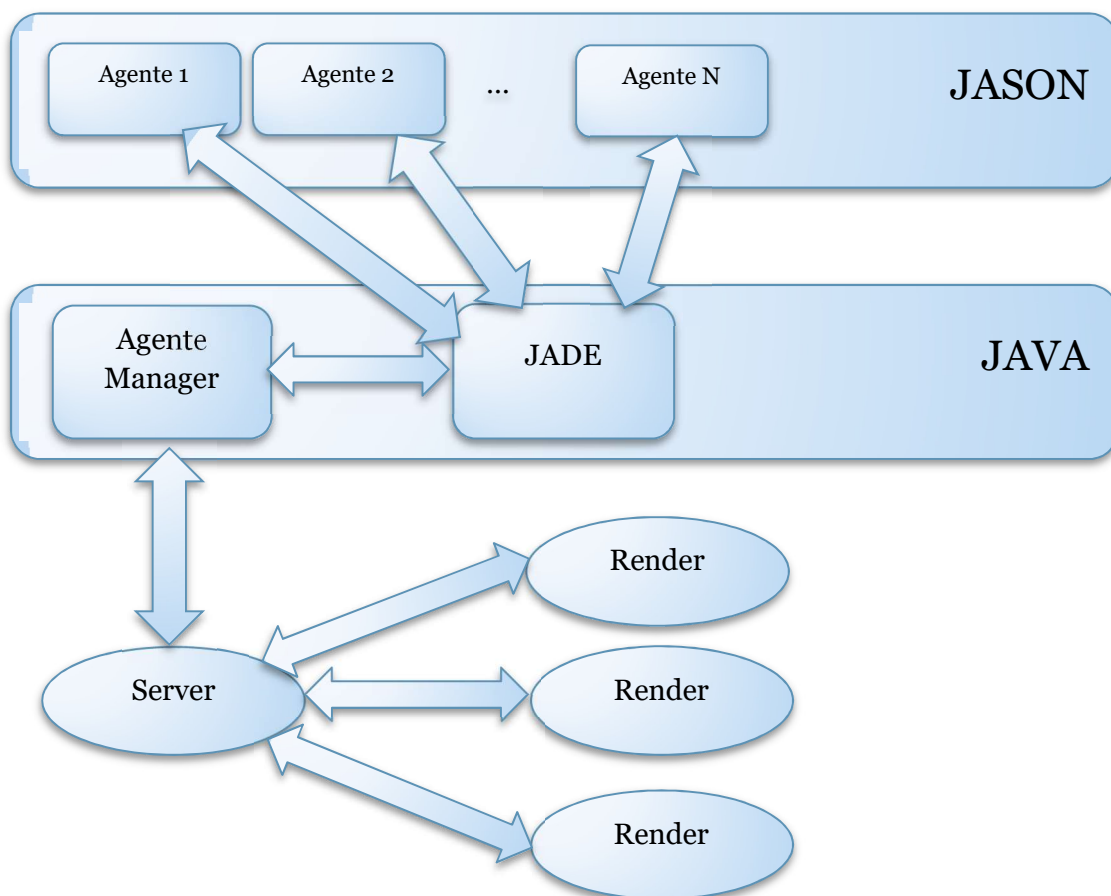 Agente 1
Agente 2
...
Agente N
JASON
Agente
Manager
JADE
JAVA
Render
Server
Render
Render